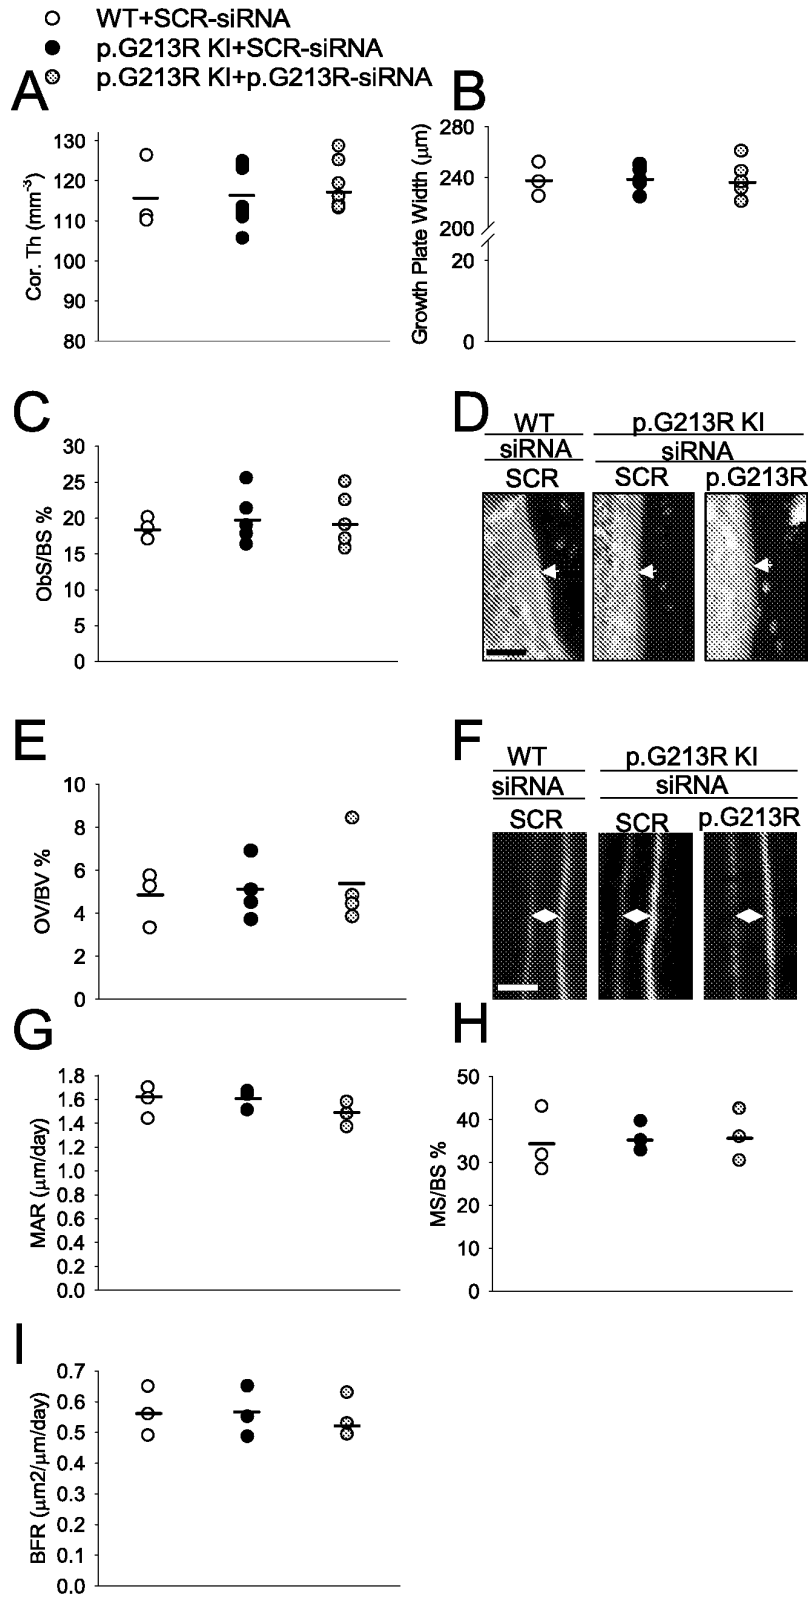 WT+SCR-siRNA
p.G213R KI+SCR-siRNA
p.G213R KI+p.G213R-siRNA
A
Cor. Th (mm⁻³)
130
120
110
100
90
80
B
Growth Plate Width (µm)
280
240
200
20
0
C
ObS/BS %
30
25
20
15
10
5
0
D
WT
p.G213R KI
siRNA
siRNA
SCR
SCR
p.G213R
E
OV/BV %
10
8
6
4
2
0
F
WT
p.G213R KI
siRNA
siRNA
SCR
SCR
p.G213R
G
MAR (µm/day)
1.8
1.6
1.4
1.2
1.0
0.8
0.6
0.4
0.2
0.0
H
MS/BS %
50
40
30
20
10
0
I
BFR (µm2/µm/day)
0.7
0.6
0.5
0.4
0.3
0.2
0.1
0.0